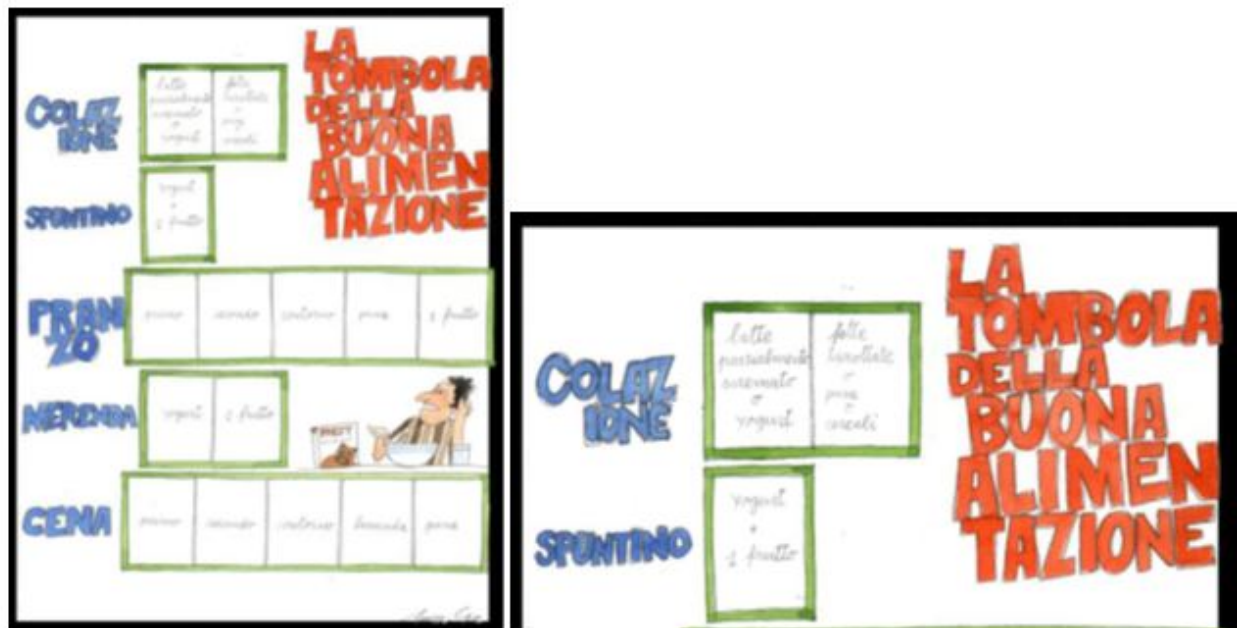 LA
TOMBOLA
DELLA
BUONA
ALIMEN
TAZIONE
COLAZ
IONE
latte
parzialmente
scremato
o
yogurt
fette
biscottate
o
cereali
SPUNTINO
yogurt
o
1 frutto
PRAN
ZO
primo
secondo
contorno
pane
1 frutto
MERENDA
yogurt
1 frutto
CENA
primo
secondo
contorno
bevanda
pane
LA
TOMBOLA
DELLA
BUONA
ALIMEN
TAZIONE
COLAZ
IONE
latte
parzialmente
scremato
o
yogurt
fette
biscottate
o
pane
o
cereali
SPUNTINO
yogurt
o
1 frutto